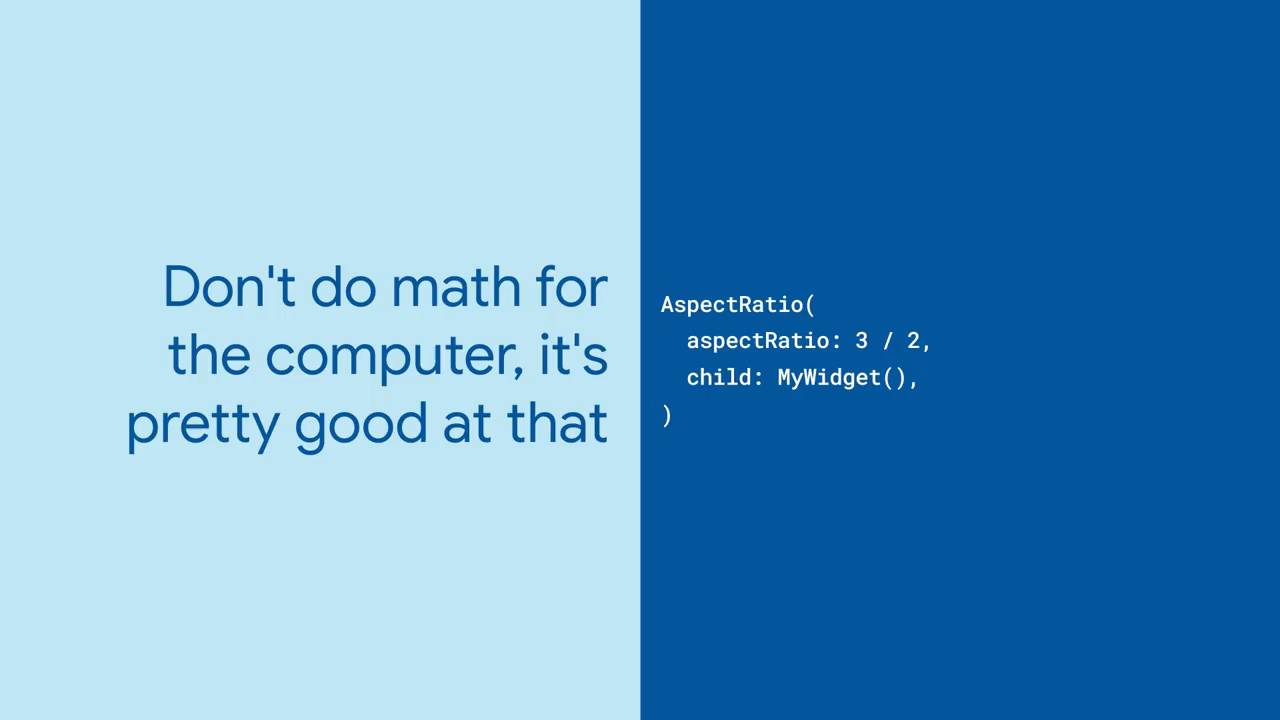 Don't do math for
the computer, it's
pretty good at that
AspectRatio(
  aspectRatio: 3 / 2,
  child: MyWidget(),
)